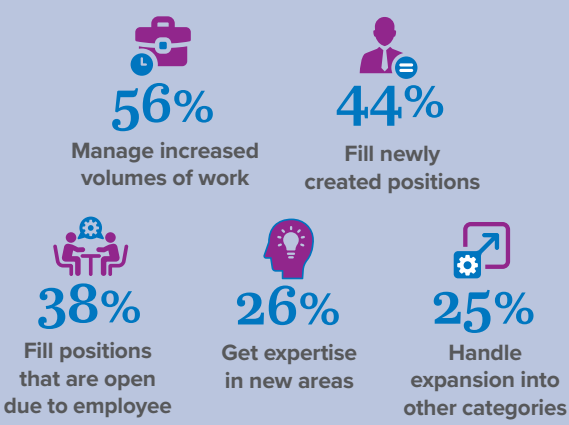 56%
Manage increased
volumes of work
44%
Fill newly
created positions
38%
Fill positions
that are open
due to employee
26%
Get expertise
in new areas
25%
Handle
expansion into
other categories